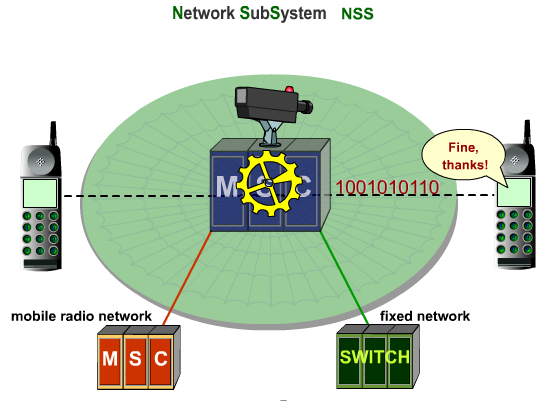 Network SubSystem NSS
Fine,
thanks!
M S C 1001010110
mobile radio network
fixed network
M S C
SWITCH